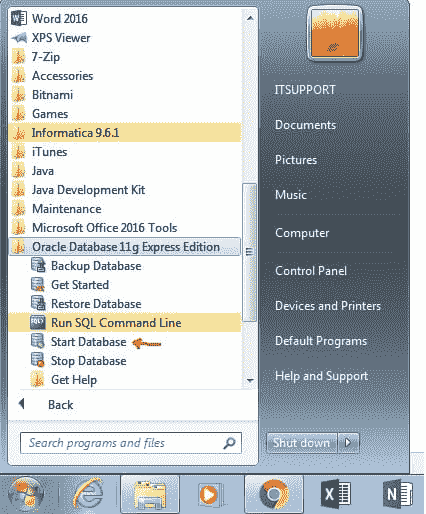 Word 2016
XPS Viewer
7-Zip
Accessories
Bitnami
Games
Informatica 9.6.1
iTunes
Java
Java Development Kit
Maintenance
Microsoft Office 2016 Tools
Oracle Database 11g Express Edition
Backup Database
Get Started
Restore Database
Run SQL Command Line
Start Database
Stop Database
Get Help
Back
Search programs and files
ITSUPPORT
Documents
Pictures
Music
Computer
Control Panel
Devices and Printers
Default Programs
Help and Support
Shut down